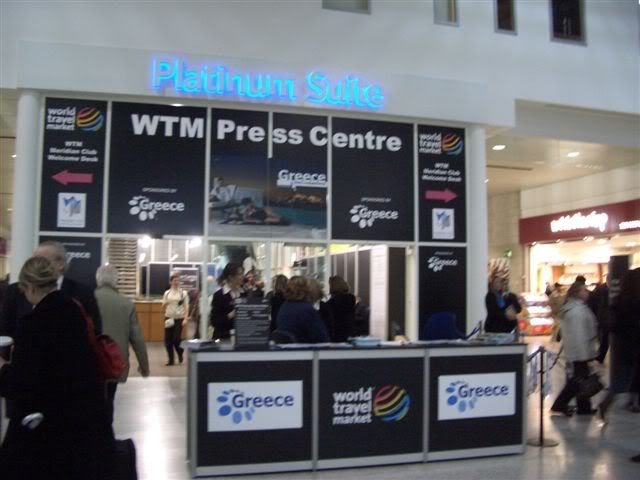 Platinum Suite
WTM Press Centre
world
travel
market
WTM
Meridian Club
Welcome Desk
SPONSORED BY
Greece
Greece
SPONSORED BY
Greece
world
travel
market
WTM
Meridian Club
Welcome Desk
Greece
Greece
world
travel
market
Greece